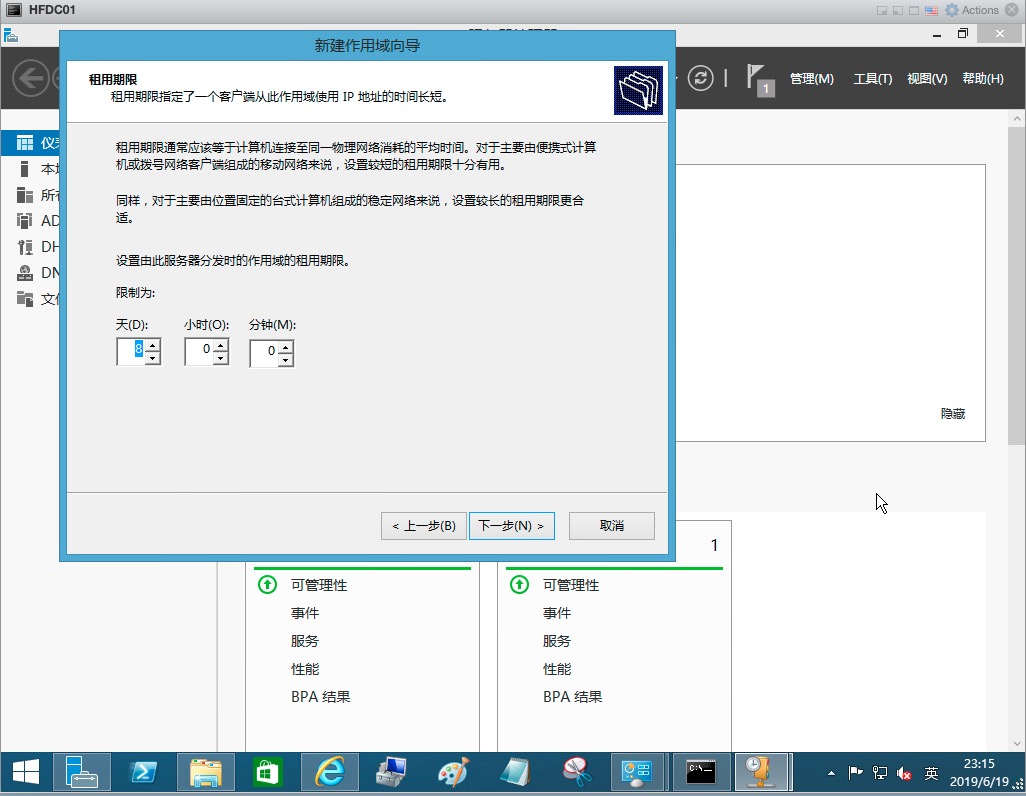 HFDC01
Actions
新建作用域向导
管理(M)
工具(T)
视图(V)
帮助(H)
1
租用期限
租用期限指定了一个客户端从此作用域使用 IP 地址的时间长短。
租用期限通常应该等于计算机连接至同一物理网络消耗的平均时间。对于主要由便携式计算
机或拨号网络客户端组成的移动网络来说，设置较短的租用期限十分有用。
同样，对于主要由位置固定的台式计算机组成的稳定网络来说，设置较长的租用期限更合
适。
设置由此服务器分发时的作用域的租用期限。
限制为:
天(D):
小时(O):
分钟(M):
8
0
0
< 上一步(B)
下一步(N) >
取消
仪
本
所
AD
DH
DN
文
隐藏
1
可管理性
事件
服务
性能
BPA 结果
可管理性
事件
服务
性能
BPA 结果
C:\_
英
23:15
2019/6/19